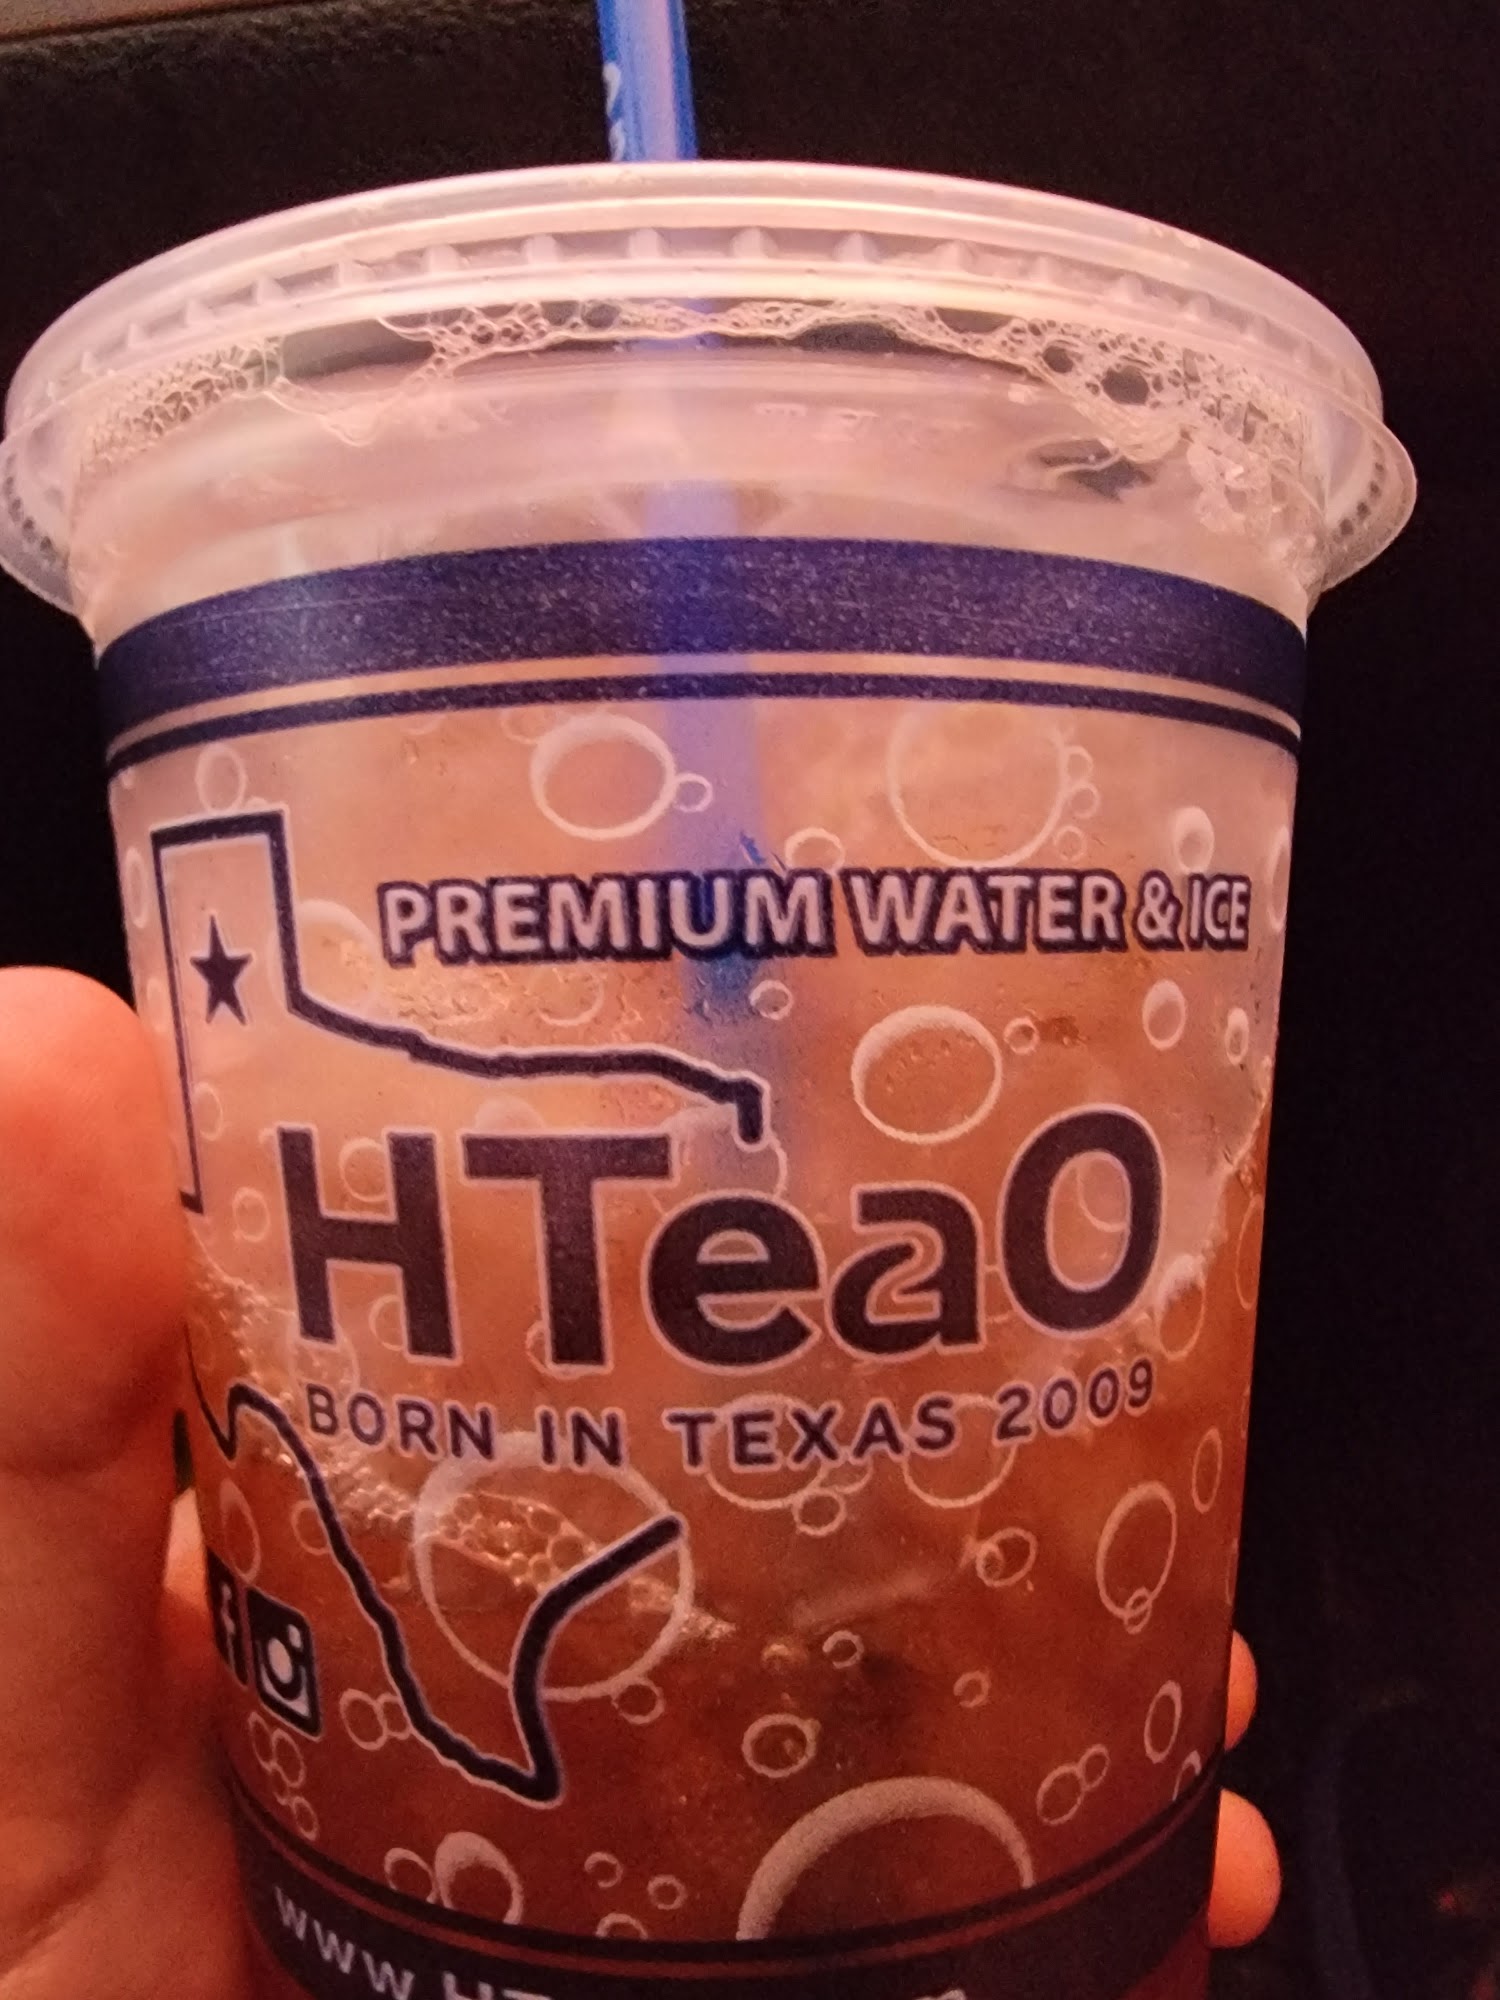 PREMIUM WATER & ICE
HTeaO
BORN IN TEXAS 2009